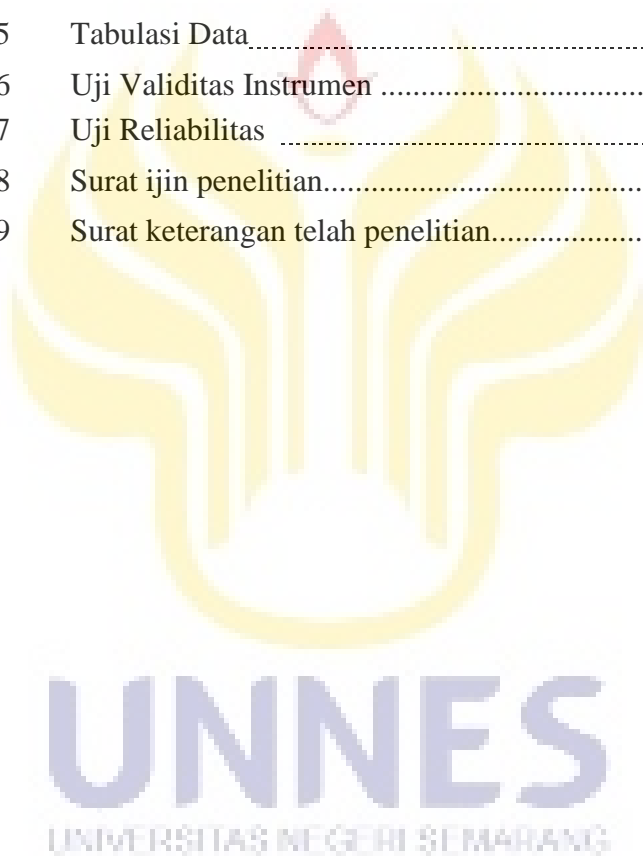 5 Tabulasi Data
6 Uji Validitas Instrumen ..................................
7 Uji Reliabilitas ..................................
8 Surat ijin penelitian..................................
9 Surat keterangan telah penelitian..................
UNNES
UNIVERSITAS NEGERI SEMARANG